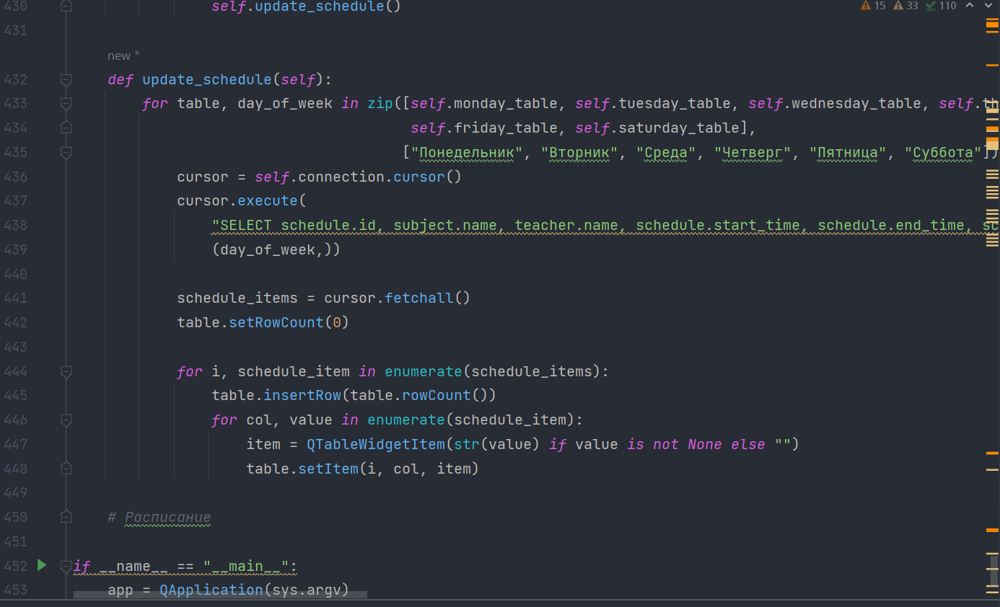 430 self.update_schedule() 15 33 110
431
new *
432 def update_schedule(self):
433 for table, day_of_week in zip([self.monday_table, self.tuesday_table, self.wednesday_table, self.th
434 self.friday_table, self.saturday_table],
435 ["Понедельник", "Вторник", "Среда", "Четверг", "Пятница", "Суббота"])
436 cursor = self.connection.cursor()
437 cursor.execute(
438 "SELECT schedule.id, subject.name, teacher.name, schedule.start_time, schedule.end_time, sc
439 (day_of_week,))
440
441 schedule_items = cursor.fetchall()
442 table.setRowCount(0)
443
444 for i, schedule_item in enumerate(schedule_items):
445 table.insertRow(table.rowCount())
446 for col, value in enumerate(schedule_item):
447 item = QTableWidgetItem(str(value) if value is not None else "")
448 table.setItem(i, col, item)
449
450 # Расписание
451
452 if __name__ == "__main__":
453 app = QApplication(sys.argv)